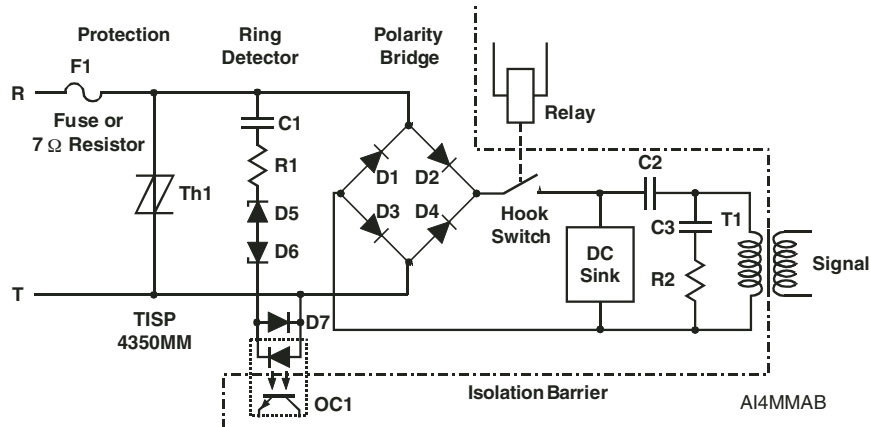 Protection
Ring
Detector
Polarity
Bridge
F1
R
Fuse or
7 Ω Resistor
Th1
C1
R1
D5
D6
D1
D2
D3
D4
Relay
Hook
Switch
C2
C3
T1
DC
Sink
R2
Signal
T
TISP
4350MM
D7
OC1
Isolation Barrier
AI4MMAB